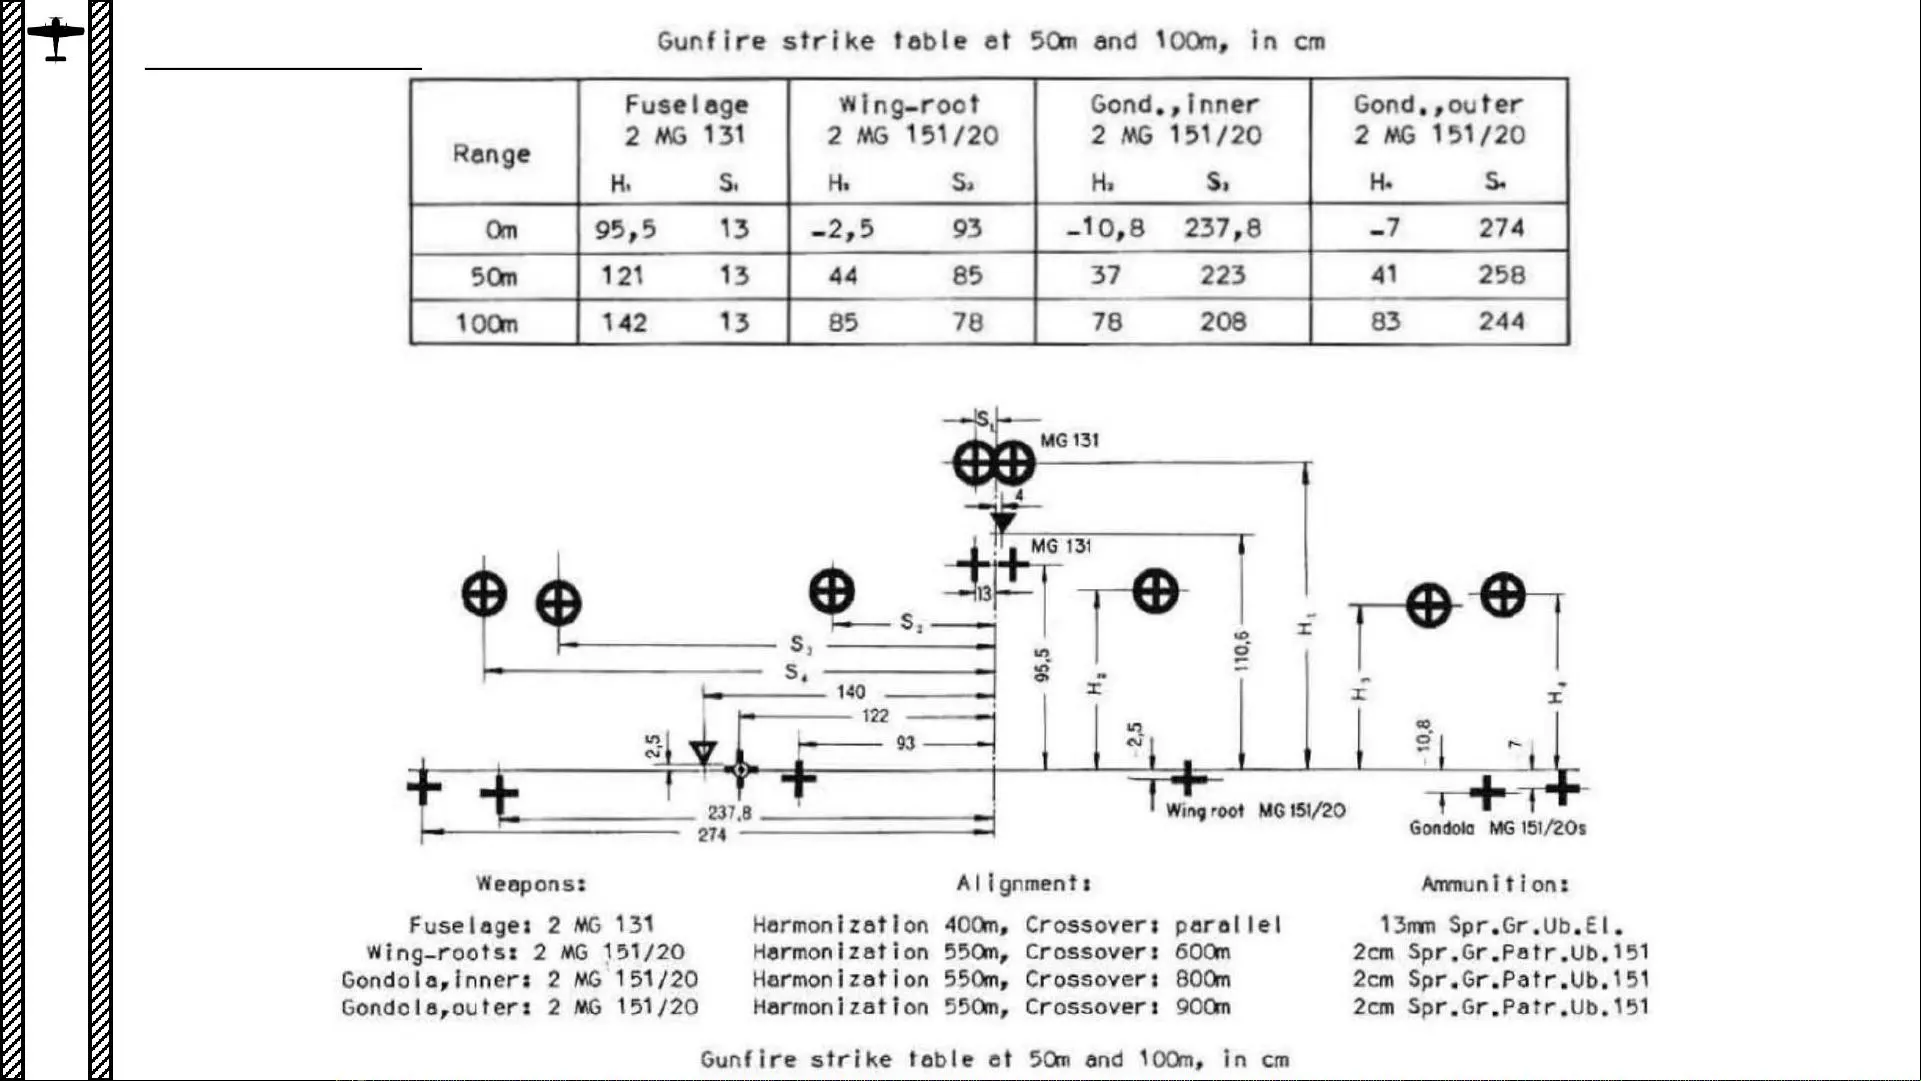 Gunfire strike table at 50m and 100m, in cm
Range
Fuselage
2 MG 131
Wing-root
2 MG 151/20
Gond.,inner
2 MG 151/20
Gond.,outer
2 MG 151/20
H₁ S₁ H₂ S₂ H₃ S₃ H₄ S₄
0m 95,5 13 -2,5 93 -10,8 237,8 -7 274
50m 121 13 44 85 37 223 41 258
100m 142 13 85 78 78 208 83 244
S₁
MG 131
4
MG 131
13
S₂
S₃
S₄
140
122
93
2,5
237,8
274
95,5
H₂
110,6
H₁
H₃
H₄
2,5
10,8
7
Wing root MG 151/20
Gondola MG 151/20s
Weapons: Alignment: Ammunition:
Fuselage: 2 MG 131 Harmonization 400m, Crossover: parallel 13mm Spr.Gr.Ub.El.
Wing-roots: 2 MG 151/20 Harmonization 550m, Crossover: 600m 2cm Spr.Gr.Patr.Ub.151
Gondola,inner: 2 MG 151/20 Harmonization 550m, Crossover: 800m 2cm Spr.Gr.Patr.Ub.151
Gondola,outer: 2 MG 151/20 Harmonization 550m, Crossover: 900m 2cm Spr.Gr.Patr.Ub.151
Gunfire strike table at 50m and 100m, in cm